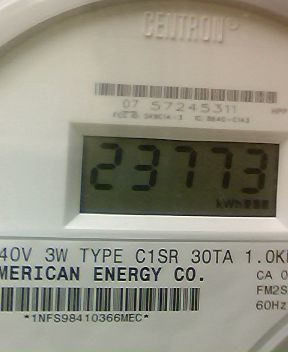 CENTRON®
07 57245311
23773
kWh
40V 3W TYPE C1SR 30TA 1.0K
MERICAN ENERGY CO.
CA 0
FM2S
60Hz
*1NFS98410366MEC*